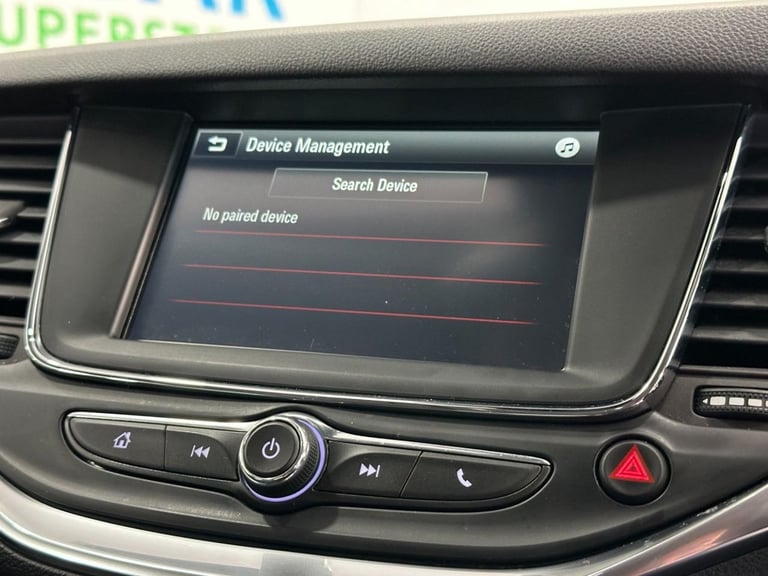 Device Management
Search Device
No paired device